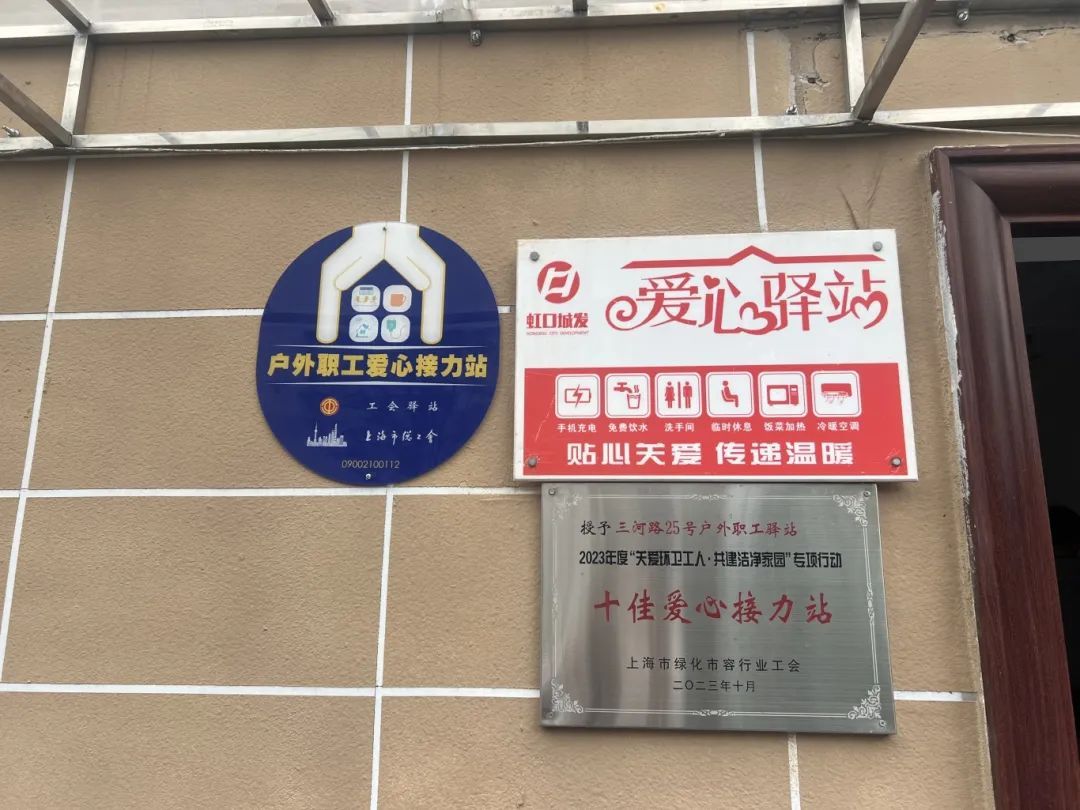 户外职工爱心接力站
工会驿站
上海市总工会
09002100112
虹口城发
HONGKOU CITY DEVELOPMENT
爱心驿站
手机充电 免费饮水 洗手间 临时休息 饭菜加热 冷暖空调
贴心关爱 传递温暖
授予三河路25号户外职工驿站
2023年度“关爱环卫工人·共建洁净家园”专项行动
十佳爱心接力站
上海市绿化市容行业工会
二〇二三年十月